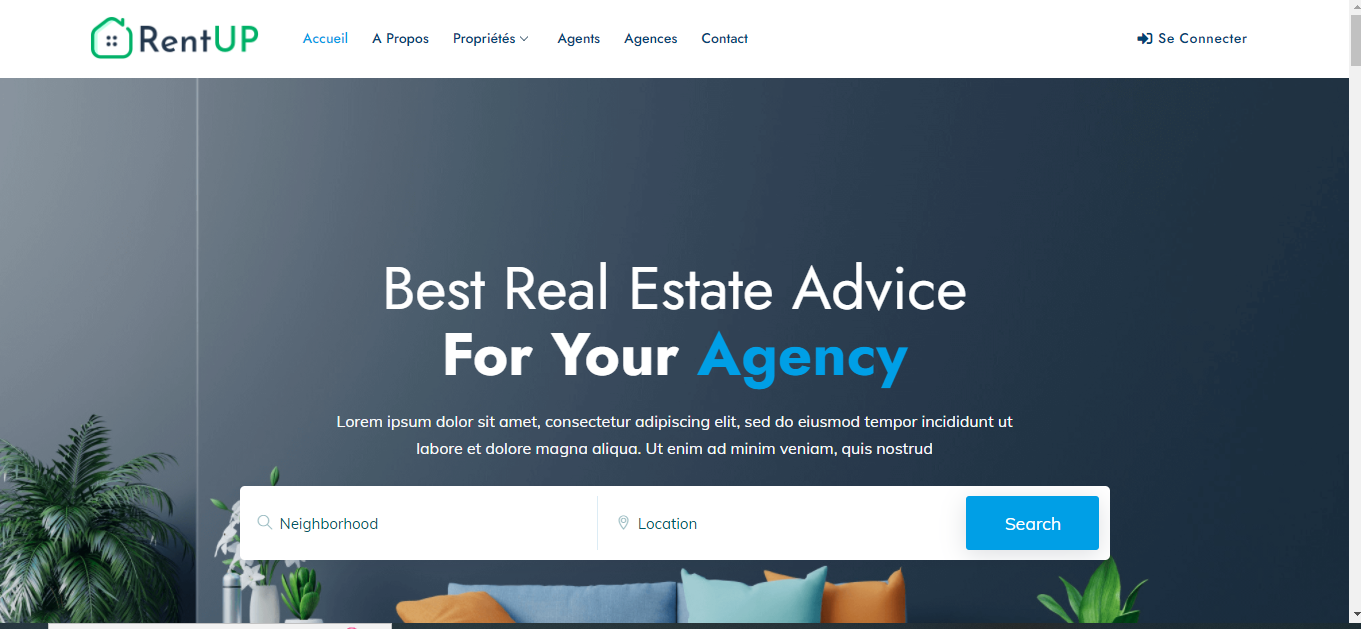 RentUP
Accueil
A Propos
Propriétés
Agents
Agences
Contact
Se Connecter
Best Real Estate Advice
For Your Agency
Lorem ipsum dolor sit amet, consectetur adipiscing elit, sed do eiusmod tempor incididunt ut
labore et dolore magna aliqua. Ut enim ad minim veniam, quis nostrud
Neighborhood
Location
Search